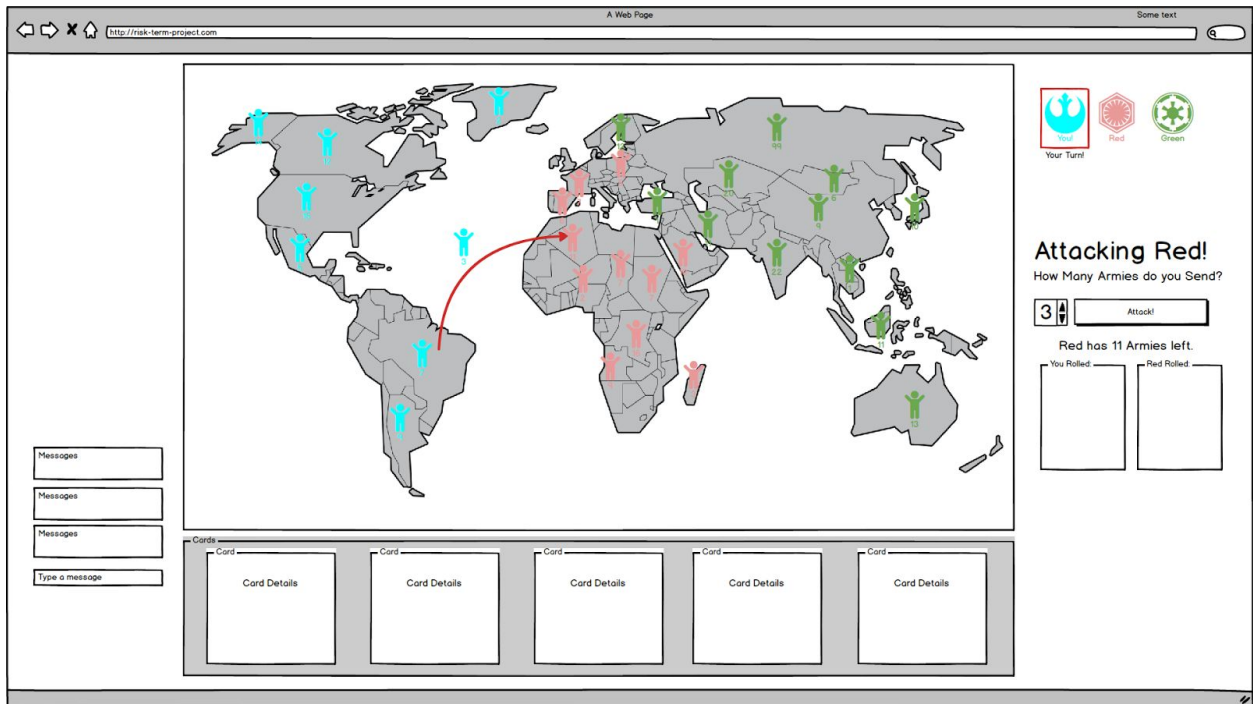 A Web Page
Some text
http://risk-term-project.com
You!
Red
Green
Your Turn!
12
99
6
9
10
3
22
11
13
Attacking Red!
How Many Armies do you Send?
3
Attack!
Red has 11 Armies left.
You Rolled:
Red Rolled:
Messages
Messages
Messages
Type a message
Cards
Card
Card
Card
Card
Card
Card Details
Card Details
Card Details
Card Details
Card Details